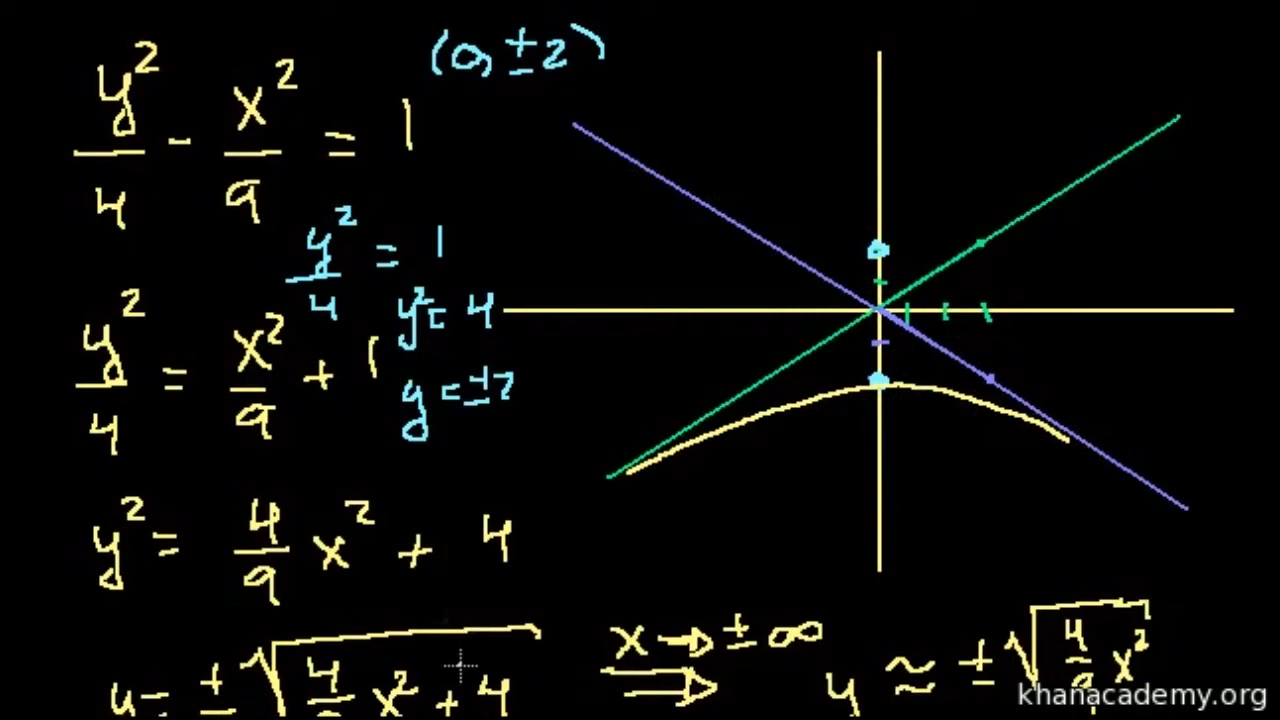 (0, ±2)
y²/4 - x²/9 = 1
y²/4 = 1
y² = 4
y²/4 = x²/9 + 1
y = ±2
y² = 4/9 x² + 4
y = ± √(4/9 x² + 4
x → ± ∞
⇒ y ≈ ± √(4/9 x²
khanacademy.org